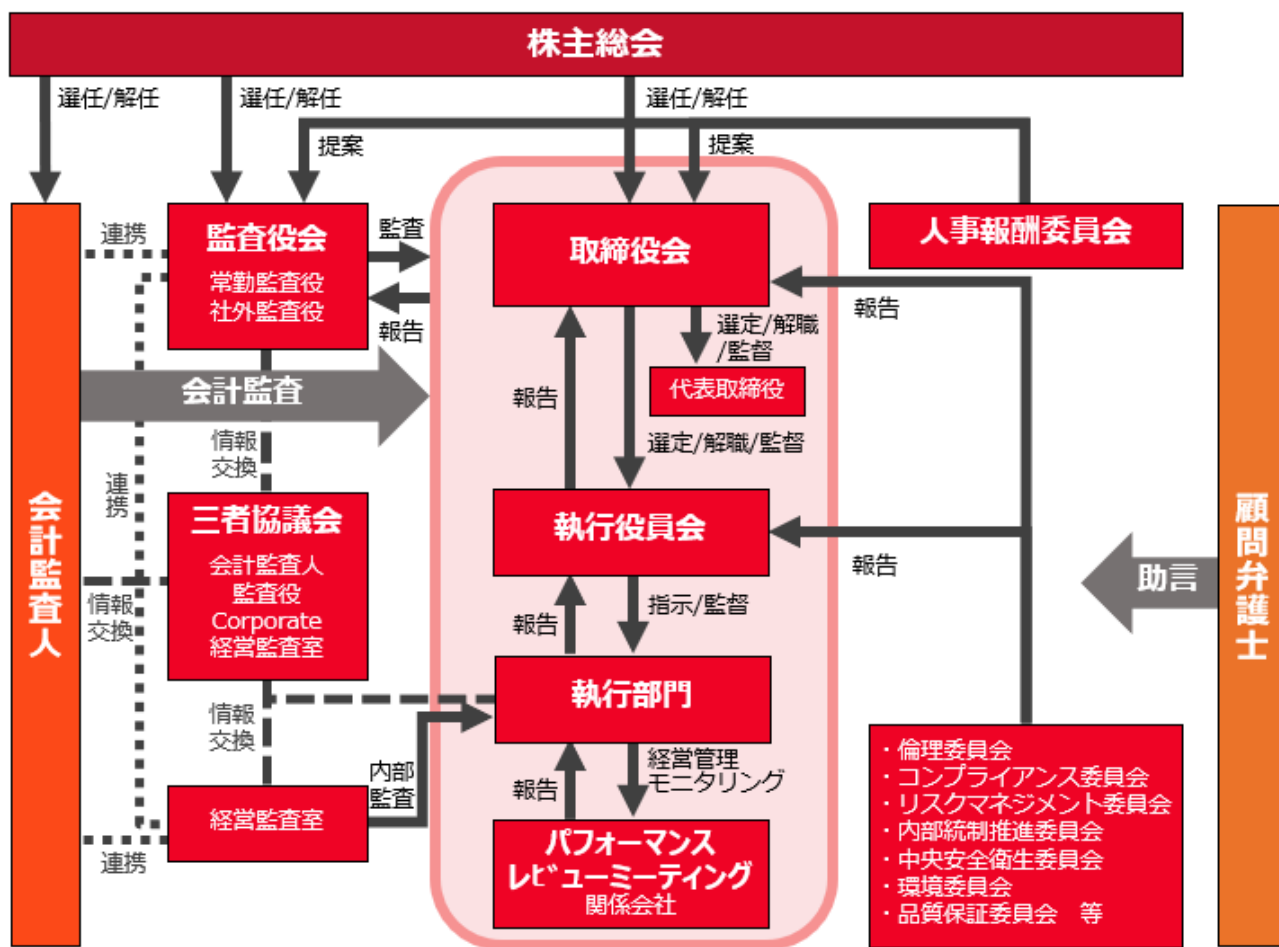 株主総会
選任/解任
選任/解任
選任/解任
提案
提案
人事報酬委員会
会計監査人
連携
監査役会
常勤監査役
社外監査役
監査
報告
取締役会
報告
選定/解職
/監督
代表取締役
会計監査
報告
選定/解職/監督
情報
交換
連携
三者協議会
会計監査人
監査役
Corporate
経営監査室
情報
交換
執行役員会
報告
助言
顧問弁護士
報告
指示/監督
執行部門
情報
交換
内部
監査
報告
経営管理
モニタリング
経営監査室
連携
パフォーマンス
レビューミーティング
関係会社
・倫理委員会
・コンプライアンス委員会
・リスクマネジメント委員会
・内部統制推進委員会
・中央安全衛生委員会
・環境委員会
・品質保証委員会　等